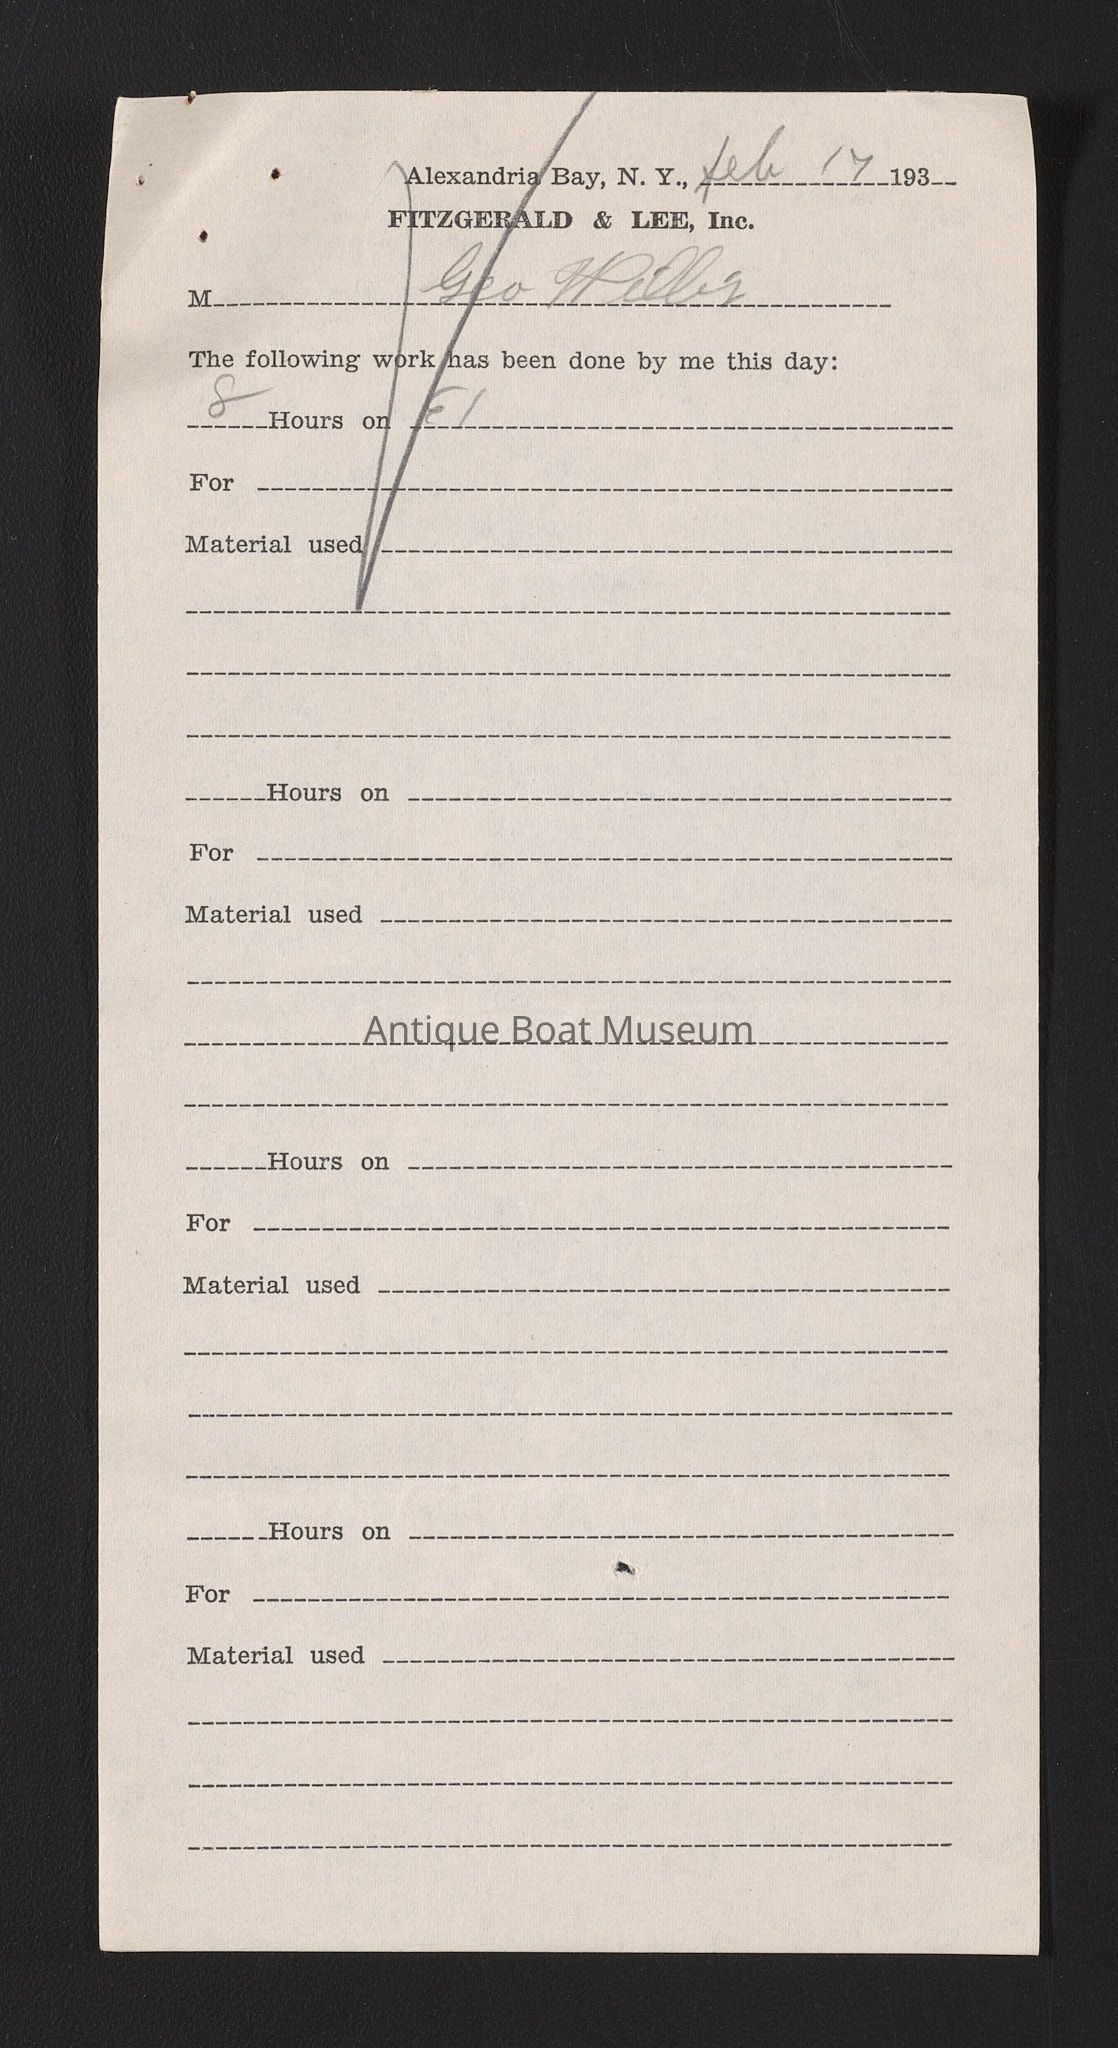 Alexandria Bay, N. Y., Feb 17 193
FITZGERALD & LEE, Inc.
M Geo
The following work has been done by me this day:
8 Hours on E1
For
Material used
Hours on
For
Material used
Antique Boat Museum
Hours on
For
Material used
Hours on
For
Material used